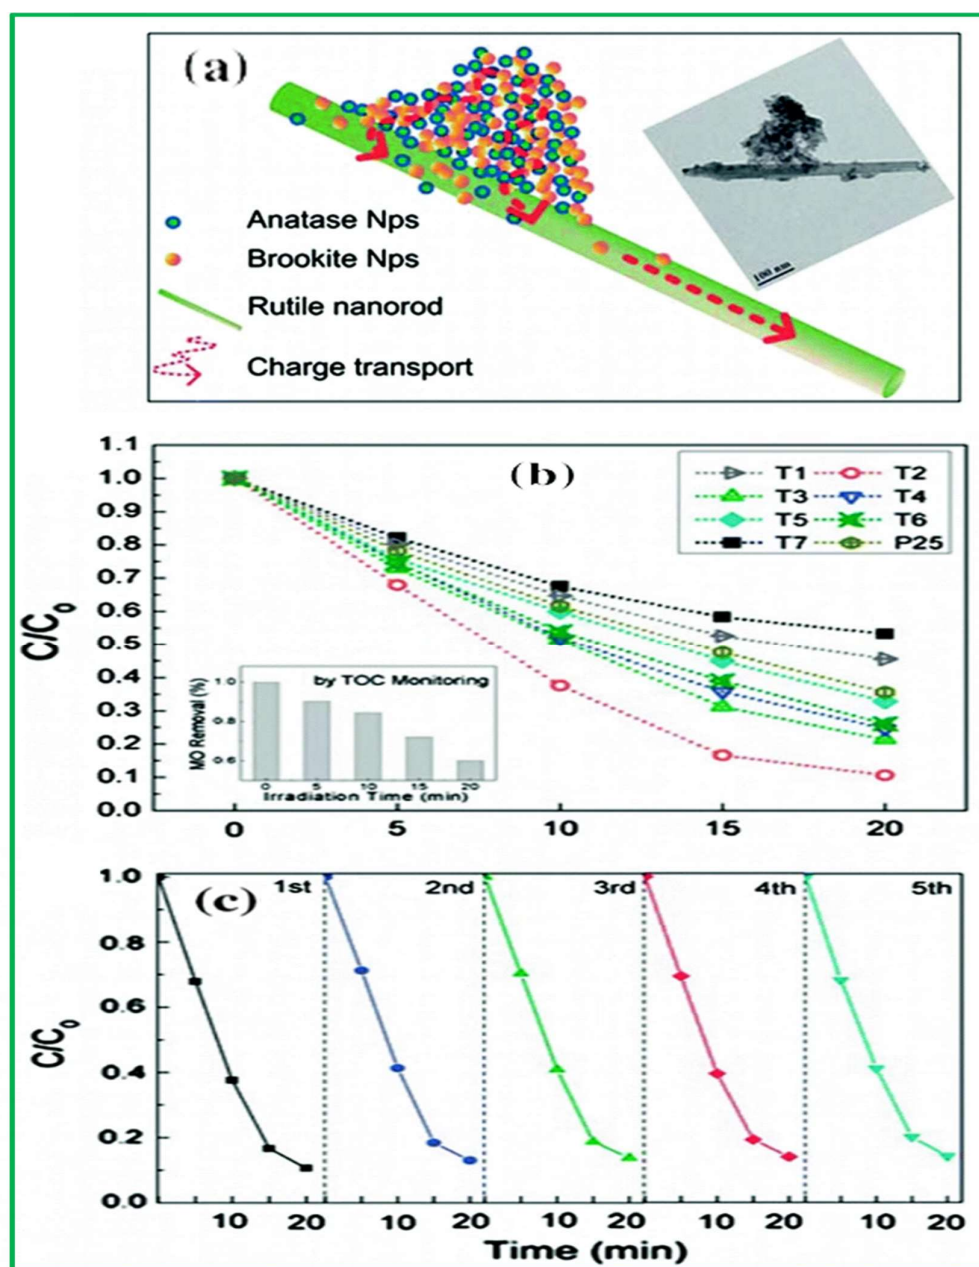 (a)
Anatase Nps
Brookite Nps
Rutile nanorod
Charge transport
100 nm
(b)
C/C₀
1.1
1.0
0.9
0.8
0.7
0.6
0.5
0.4
0.3
0.2
0.1
0.0
0 5 10 15 20
T1 T2
T3 T4
T5 T6
T7 P25
by TOC Monitoring
MO Removal (%)
1.0
0.8
0.6
0 5 10 15 20
Irradiation Time (min)
(c)
C/C₀
1st 2nd 3rd 4th 5th
1.0
0.8
0.6
0.4
0.2
0.0
10 20 10 20 10 20 10 20 10 20
Time (min)